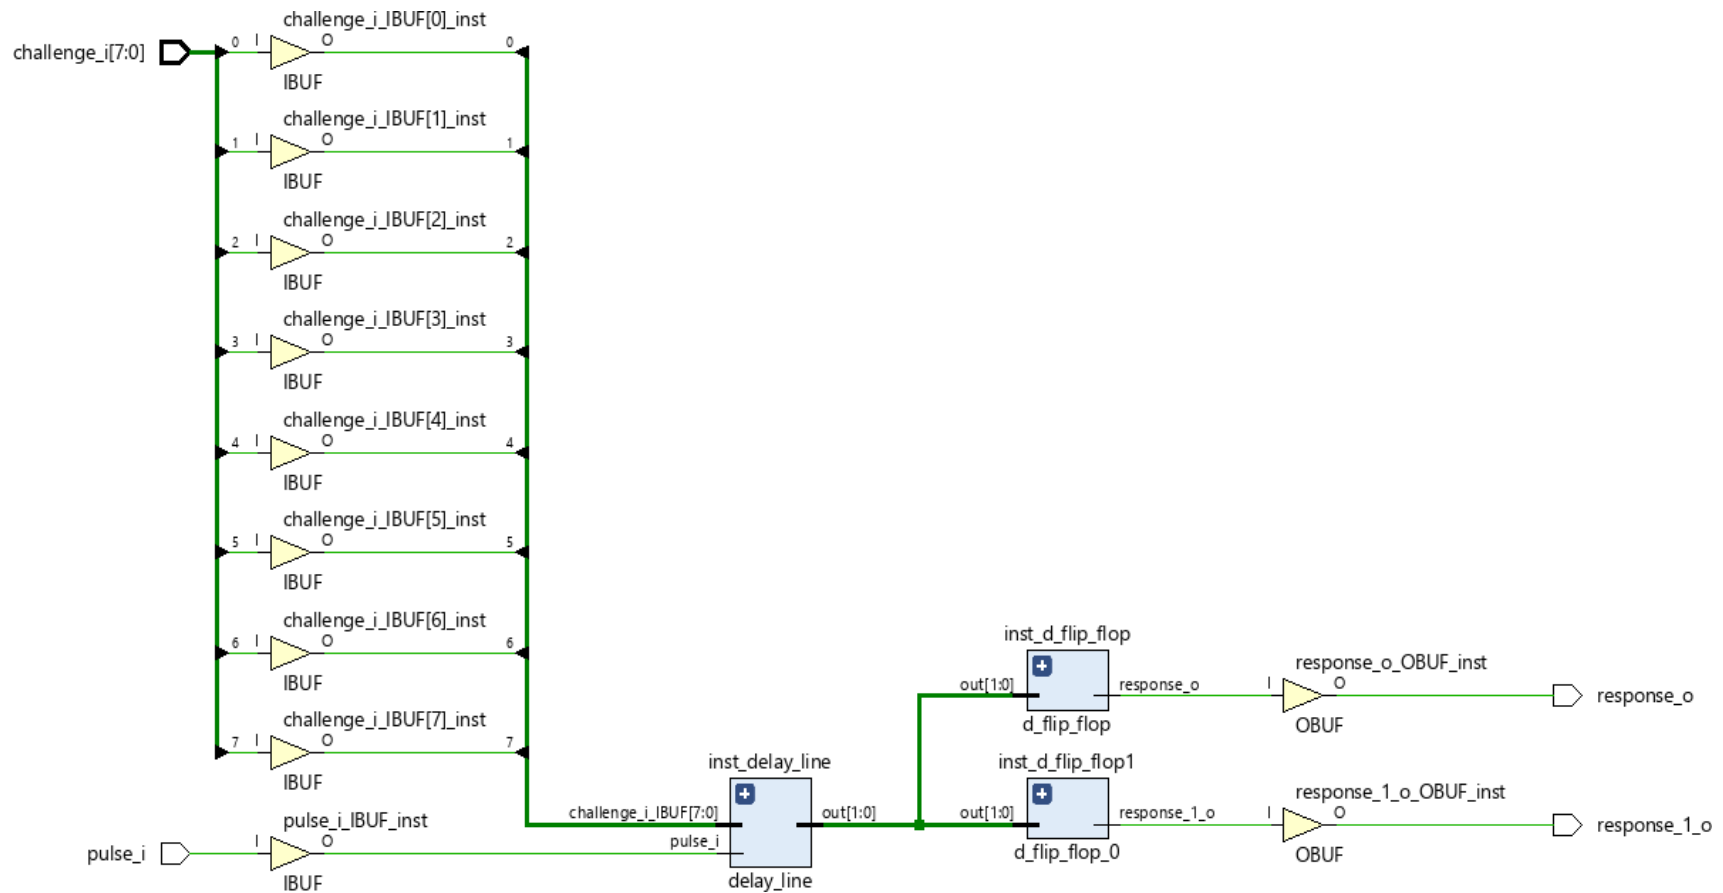 challenge_i[7:0]
challenge_i_IBUF[0]_inst
0 I O 0
IBUF
challenge_i_IBUF[1]_inst
1 I O 1
IBUF
challenge_i_IBUF[2]_inst
2 I O 2
IBUF
challenge_i_IBUF[3]_inst
3 I O 3
IBUF
challenge_i_IBUF[4]_inst
4 I O 4
IBUF
challenge_i_IBUF[5]_inst
5 I O 5
IBUF
challenge_i_IBUF[6]_inst
6 I O 6
IBUF
challenge_i_IBUF[7]_inst
7 I O 7
IBUF
pulse_i
pulse_i_IBUF_inst
I O
IBUF
inst_delay_line
challenge_i_IBUF[7:0] out[1:0]
pulse_i
delay_line
inst_d_flip_flop
out[1:0] response_o
d_flip_flop
response_o_OBUF_inst
I O
OBUF
response_o
inst_d_flip_flop1
out[1:0] response_1_o
d_flip_flop_0
response_1_o_OBUF_inst
I O
OBUF
response_1_o